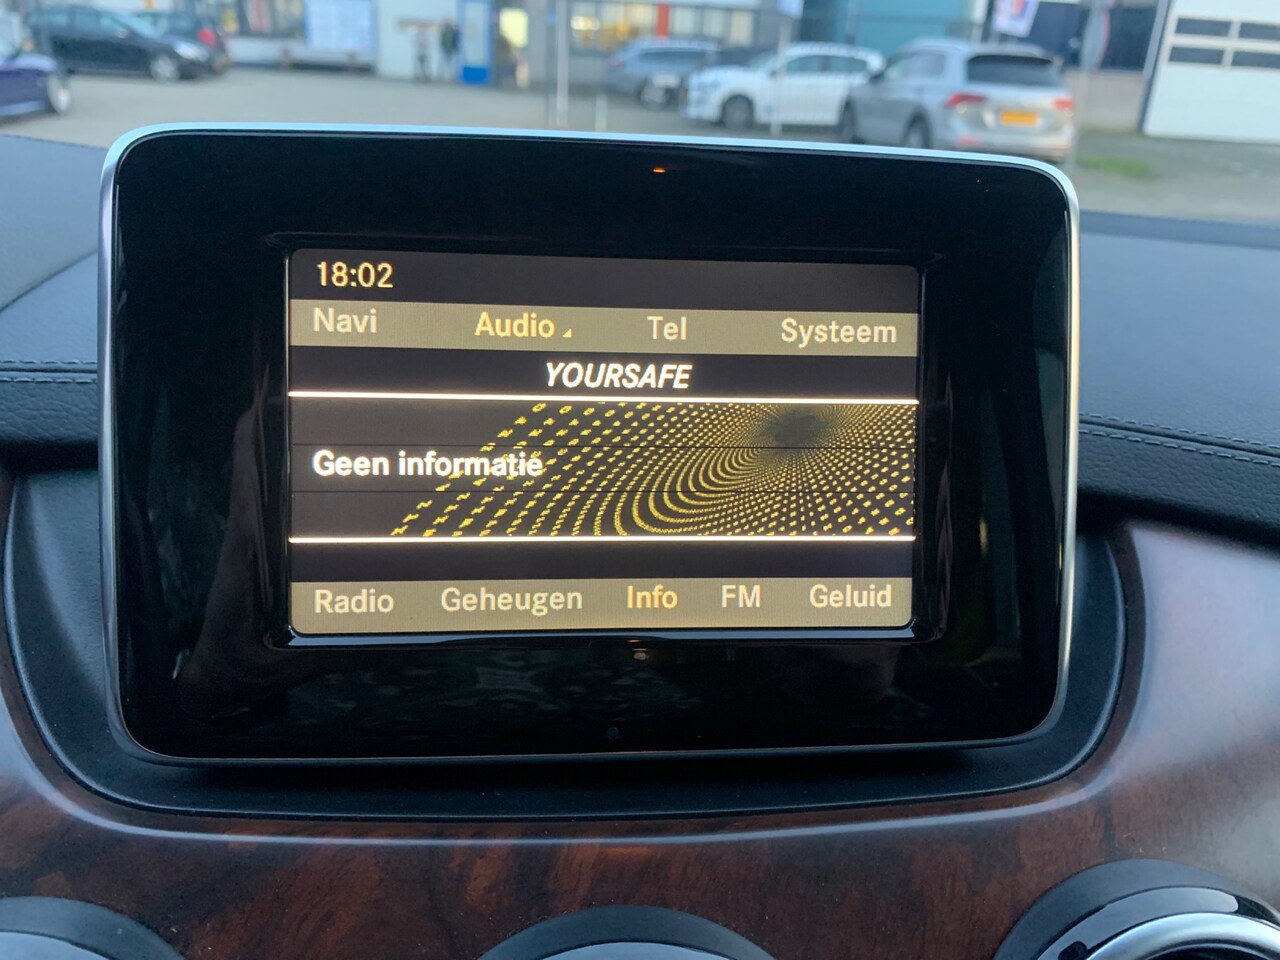 18:02
Navi Audio Tel Systeem
YOURSAFE
Geen informatie
Radio Geheugen Info FM Geluid